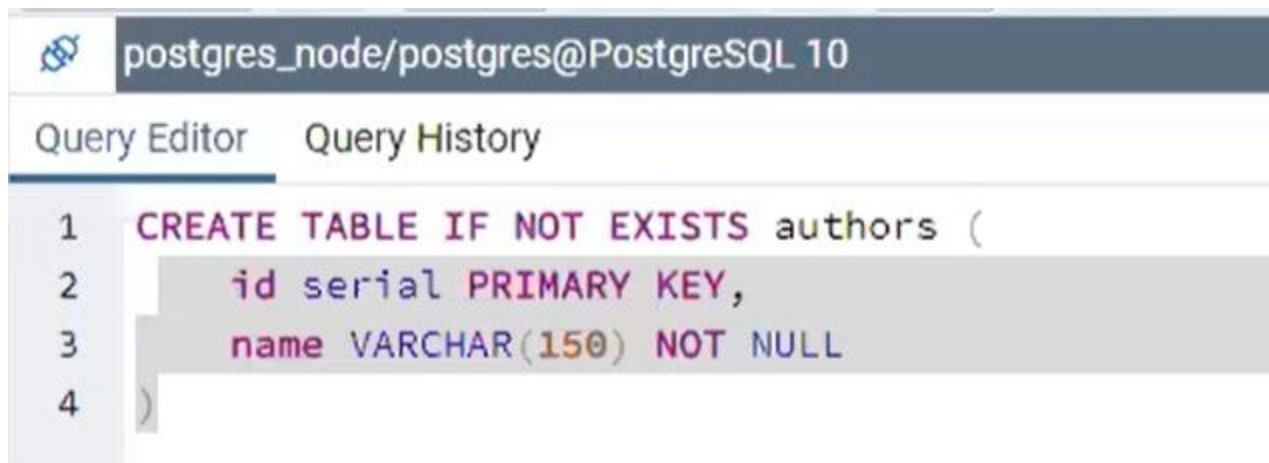 postgres_node/postgres@PostgreSQL 10
Query Editor Query History
1 CREATE TABLE IF NOT EXISTS authors (
2 id serial PRIMARY KEY,
3 name VARCHAR(150) NOT NULL
4 )